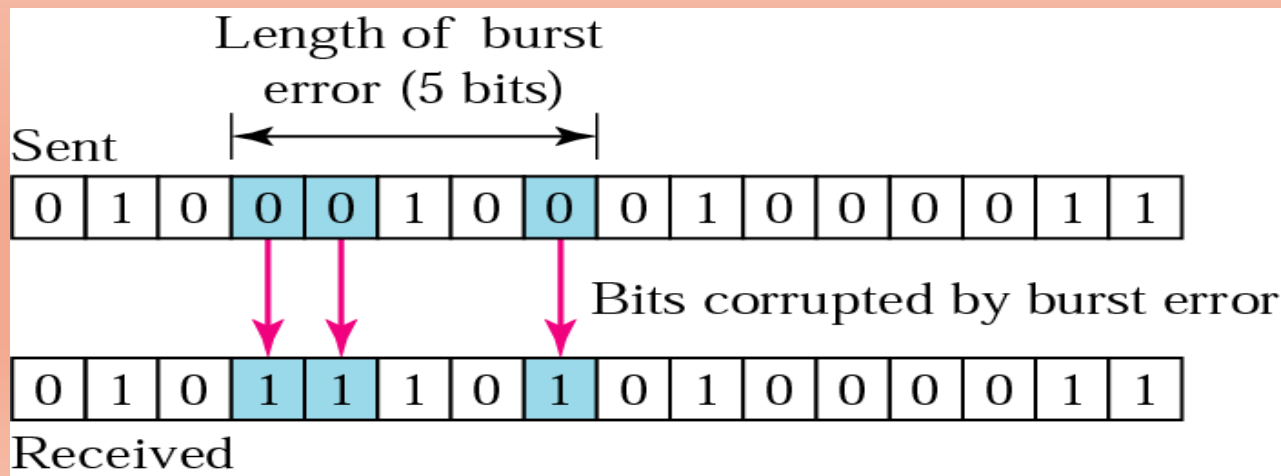 Length of burst
error (5 bits)
Sent
0 1 0 0 0 1 0 0 0 1 0 0 0 0 1 1
Bits corrupted by burst error
0 1 0 1 1 1 0 1 0 1 0 0 0 0 1 1
Received